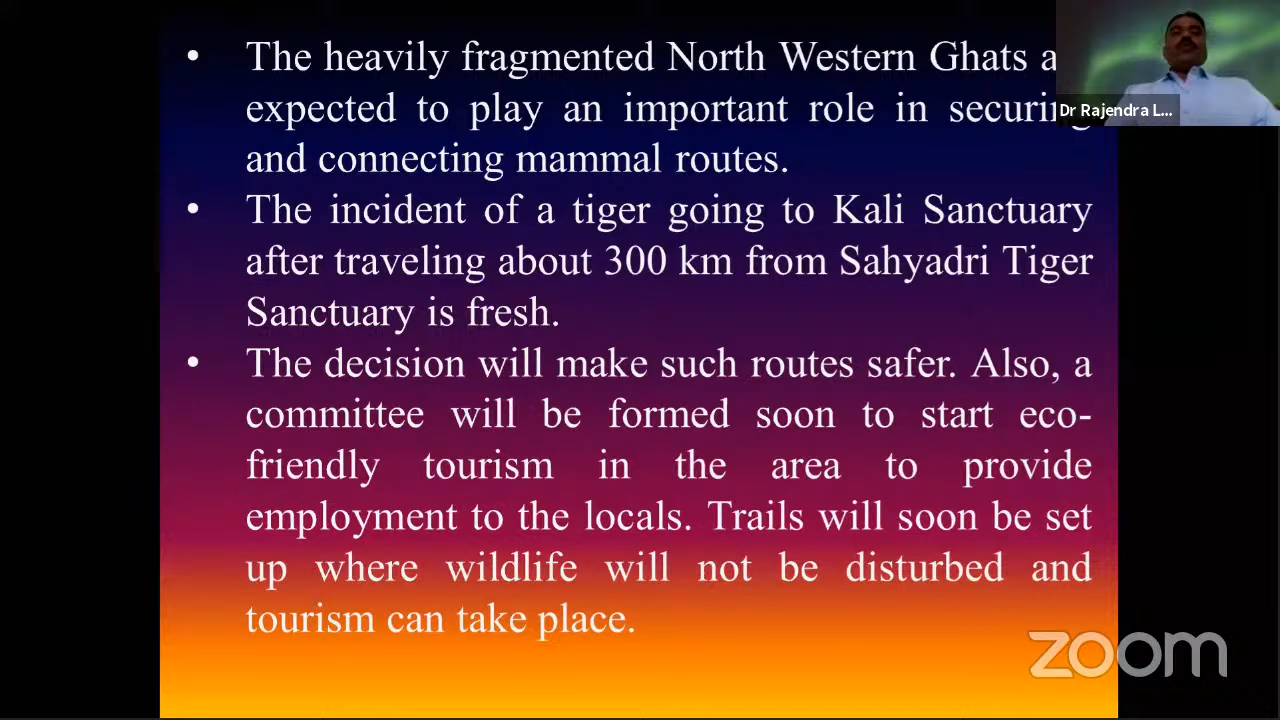 • The heavily fragmented North Western Ghats a
expected to play an important role in securing
and connecting mammal routes.
• The incident of a tiger going to Kali Sanctuary
after traveling about 300 km from Sahyadri Tiger
Sanctuary is fresh.
• The decision will make such routes safer. Also, a
committee will be formed soon to start eco-
friendly tourism in the area to provide
employment to the locals. Trails will soon be set
up where wildlife will not be disturbed and
tourism can take place.
Dr Rajendra L...
zoom